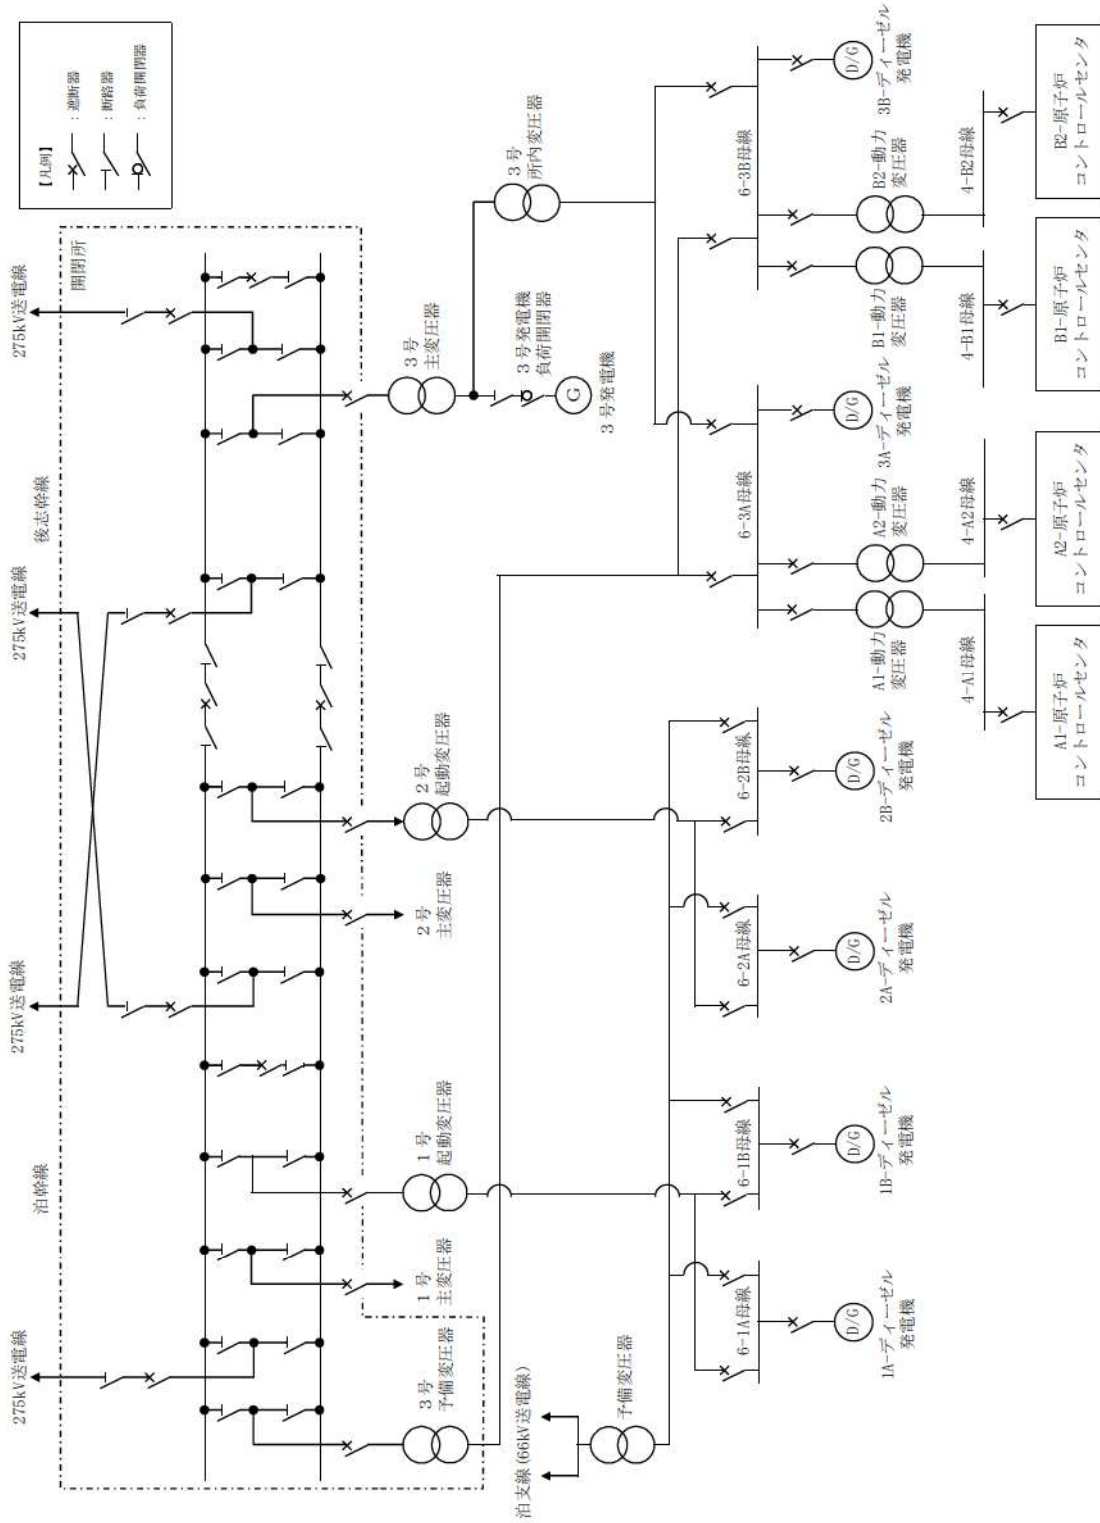 【凡例】
：遮断器
：断路器
：負荷開閉器
275kV送電線
275kV送電線
275kV送電線
275kV送電線
泊幹線
後志幹線
開閉所
3号
予備変圧器
1号
主変圧器
1号
起動変圧器
2号
主変圧器
2号
起動変圧器
3号
主変圧器
3号発電機
負荷開閉器
G
3号発電機
3号
所内変圧器
泊支線(66kV送電線)
予備変圧器
6-1A母線
6-1B母線
6-2A母線
6-2B母線
6-3A母線
6-3B母線
D/G
1A-ディーゼル
発電機
D/G
1B-ディーゼル
発電機
D/G
2A-ディーゼル
発電機
D/G
2B-ディーゼル
発電機
A1-動力
変圧器
A2-動力
変圧器
D/G
3A-ディーゼル
発電機
B1-動力
変圧器
B2-動力
変圧器
D/G
3B-ディーゼル
発電機
4-A1母線
4-A2母線
4-B1母線
4-B2母線
A1-原子炉
コントロールセンタ
A2-原子炉
コントロールセンタ
B1-原子炉
コントロールセンタ
B2-原子炉
コントロールセンタ